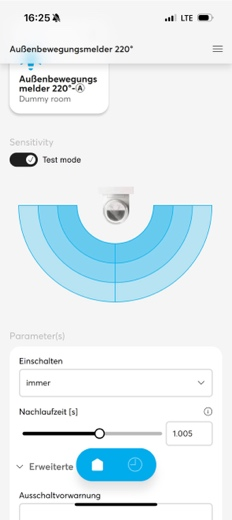 16:25
LTE
Außenbewegungsmelder 220°
Außenbewegungs
melder 220°-Ⓐ
Dummy room
Sensitivity
Test mode
Parameter(s)
Einschalten
immer
Nachlaufzeit [s]
1.005
Erweiterte
Ausschaltvorwarnung